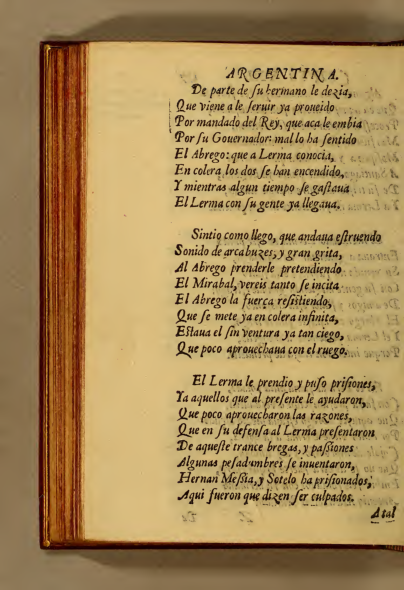 ARGENTINA.
De parte de ſu hermano le dezia,
Que viene a le ſeruir ya proueido
Por mandado del Rey, que aca le embia
Por ſu Gouernador: mal lo ha ſentido
El Abrego: que a Lerma conocia,
En colera los dos ſe han encendido,
Y mientras algun tiempo ſe gaſtaua
El Lerma con ſu gente ya llegaua.
Sintio como llego, que andaua eſtruendo
Sonido de arcabuzes, y gran grita,
Al Abrego prenderle pretendiendo
El Mirabal, vereis tanto ſe incita
El Abrego la fuerça reſiſtiendo,
Que ſe mete ya en colera infinita,
Eſtaua el ſin ventura ya tan ciego,
Que poco aprouechaua con el ruego.
El Lerma le prendio y puſo priſiones,
Ya aquellos que al preſente le ayudaron,
Que poco aprouecharon las razones,
Que en ſu defenſa al Lerma preſentaron
De aqueſte trance bregas, y paſsiones
Algunas peſadumbres ſe inuentaron,
Hernan Meſsia, y Sotelo ha priſionados,
Aqui fueron que dizen ſer culpados.
A tal